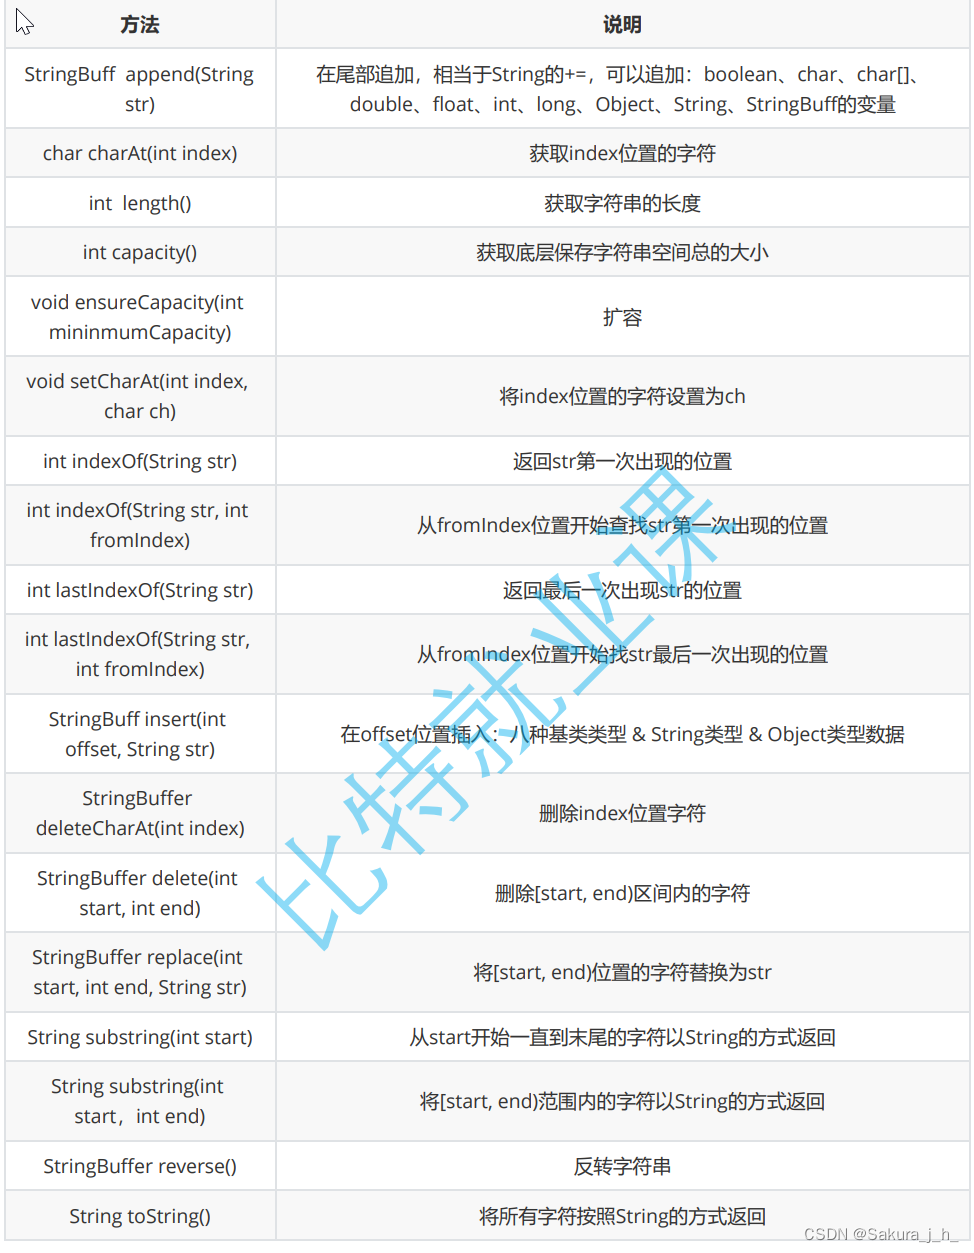 方法
说明
StringBuff  append(String
str)
在尾部追加，相当于String的+=，可以追加：boolean、char、char[]、
double、float、int、long、Object、String、StringBuff的变量
char charAt(int index)
获取index位置的字符
int  length()
获取字符串的长度
int capacity()
获取底层保存字符串空间总的大小
void ensureCapacity(int
mininmumCapacity)
扩容
void setCharAt(int index,
char ch)
将index位置的字符设置为ch
int indexOf(String str)
返回str第一次出现的位置
int indexOf(String str, int
fromIndex)
从fromIndex位置开始查找str第一次出现的位置
int lastIndexOf(String str)
返回最后一次出现str的位置
int lastIndexOf(String str,
int fromIndex)
从fromIndex位置开始找str最后一次出现的位置
StringBuff insert(int
offset, String str)
在offset位置插入：八种基类类型 & String类型 & Object类型数据
StringBuffer
deleteCharAt(int index)
删除index位置字符
StringBuffer delete(int
start, int end)
删除[start, end)区间内的字符
StringBuffer replace(int
start, int end, String str)
将[start, end)位置的字符替换为str
String substring(int start)
从start开始一直到末尾的字符以String的方式返回
String substring(int
start，int end)
将[start, end)范围内的字符以String的方式返回
StringBuffer reverse()
反转字符串
String toString()
将所有字符按照String的方式返回
比特就业课
CSDN @Sakura_j_h_